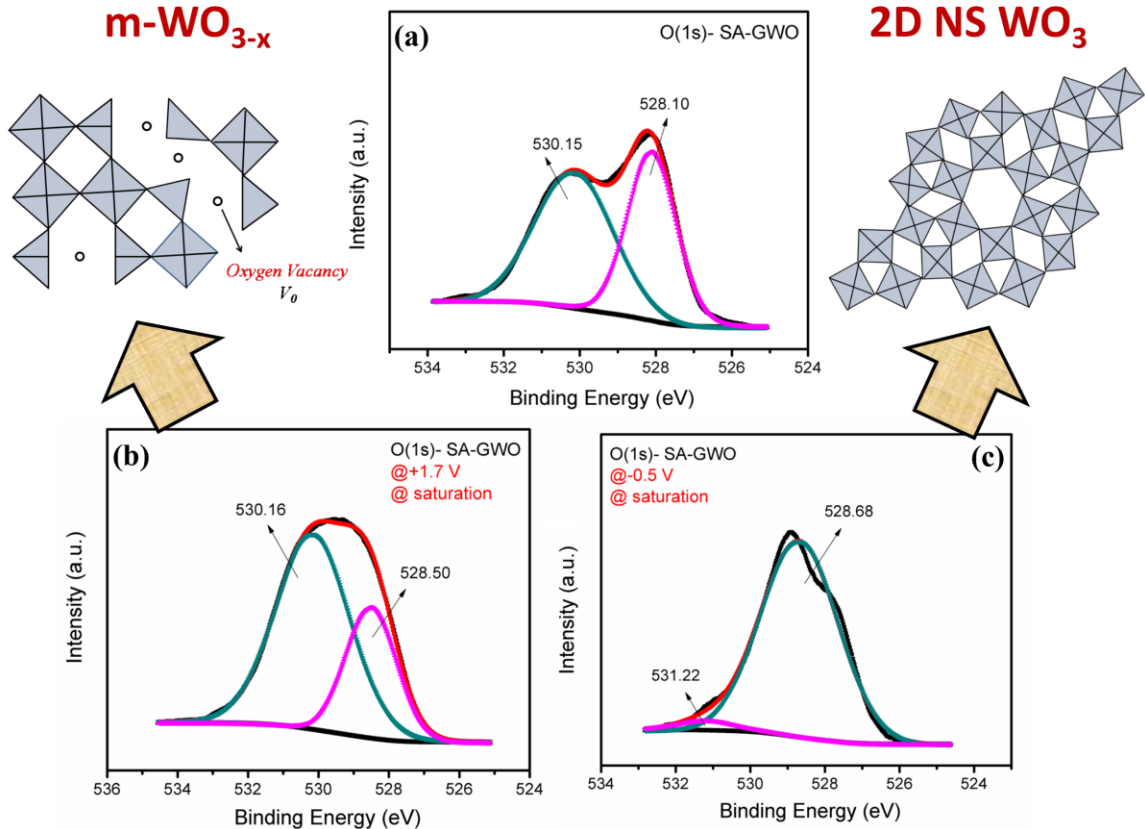 m-WO3-x
2D NS WO3
Oxygen Vacancy
V0
(a)
O(1s)- SA-GWO
530.15
528.10
Intensity (a.u.)
534 532 530 528 526 524
Binding Energy (eV)
(b)
O(1s)- SA-GWO
@+1.7 V
@ saturation
530.16
528.50
Intensity (a.u.)
536 534 532 530 528 526 524
Binding Energy (eV)
(c)
O(1s)- SA-GWO
@-0.5 V
@ saturation
528.68
531.22
Intensity (a.u.)
534 532 530 528 526 524
Binding Energy (eV)